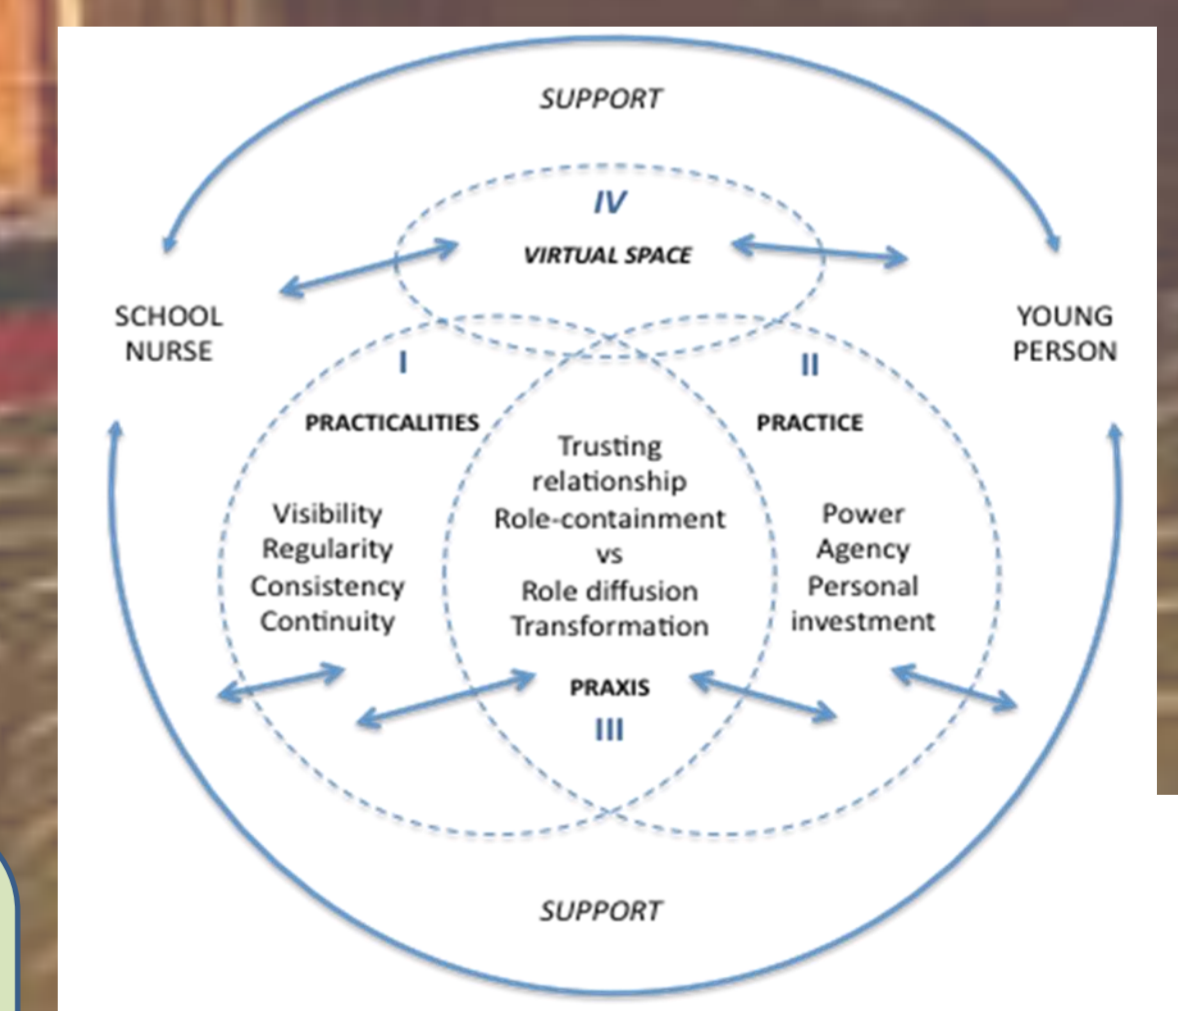 SUPPORT
IV
VIRTUAL SPACE
SCHOOL
NURSE
YOUNG
PERSON
I
PRACTICALITIES
Visibility
Regularity
Consistency
Continuity
Trusting
relationship
Role-containment
vs
Role diffusion
Transformation
PRAXIS
III
II
PRACTICE
Power
Agency
Personal
investment
SUPPORT